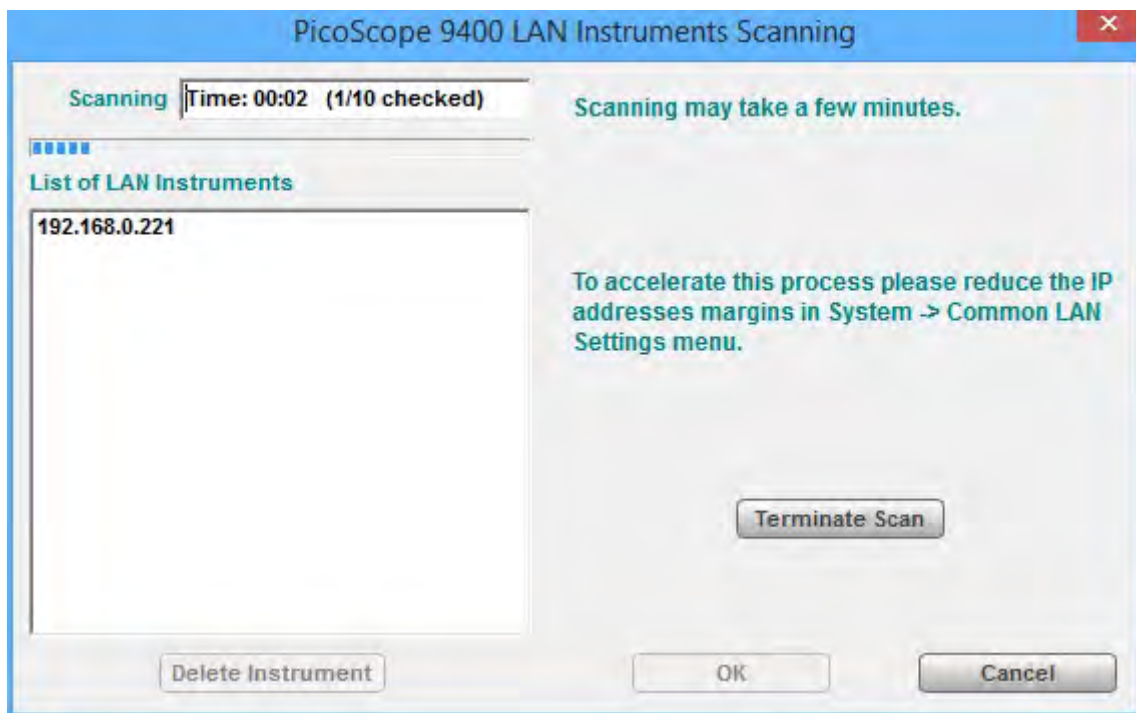 PicoScope 9400 LAN Instruments Scanning
Scanning Time: 00:02 (1/10 checked)
Scanning may take a few minutes.
List of LAN Instruments
192.168.0.221
To accelerate this process please reduce the IP
addresses margins in System -> Common LAN
Settings menu.
Terminate Scan
Delete Instrument
OK
Cancel